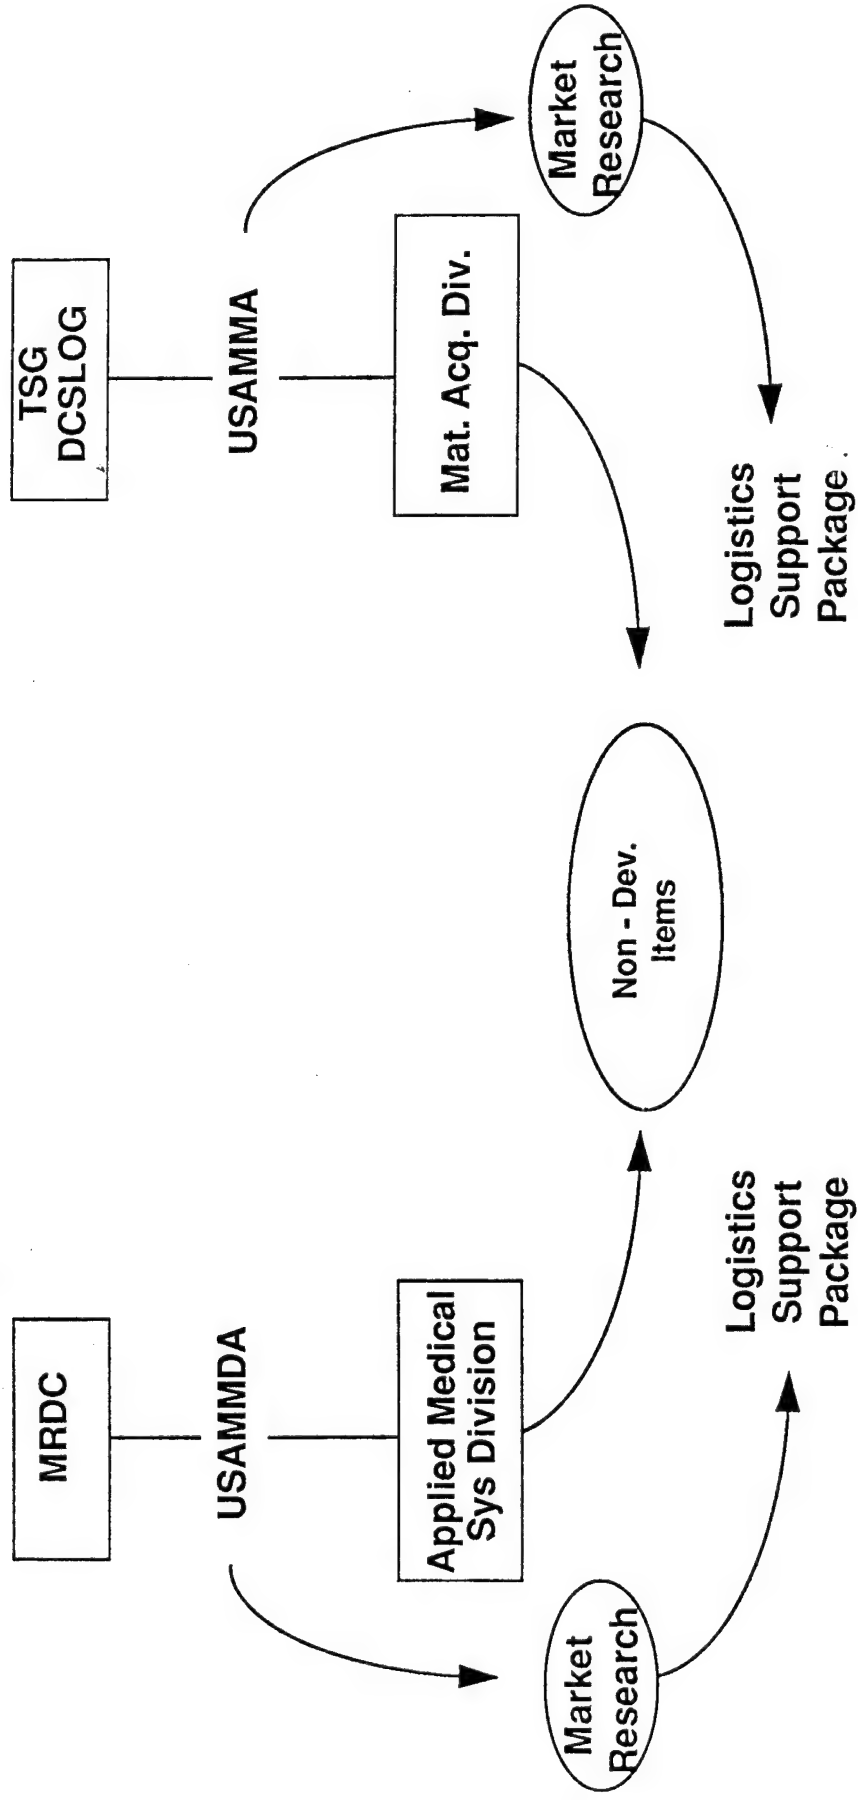 MRDC
TSG
DCSLOG
USAMMDA
USAMMA
Applied Medical
Sys Division
Mat. Acq. Div.
Market
Research
Non - Dev.
Items
Market
Research
Logistics
Support
Package
Logistics
Support
Package